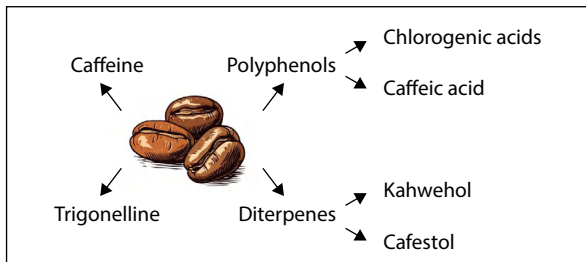 Caffeine
Polyphenols
Chlorogenic acids
Caffeic acid
Trigonelline
Diterpenes
Kahwehol
Cafestol